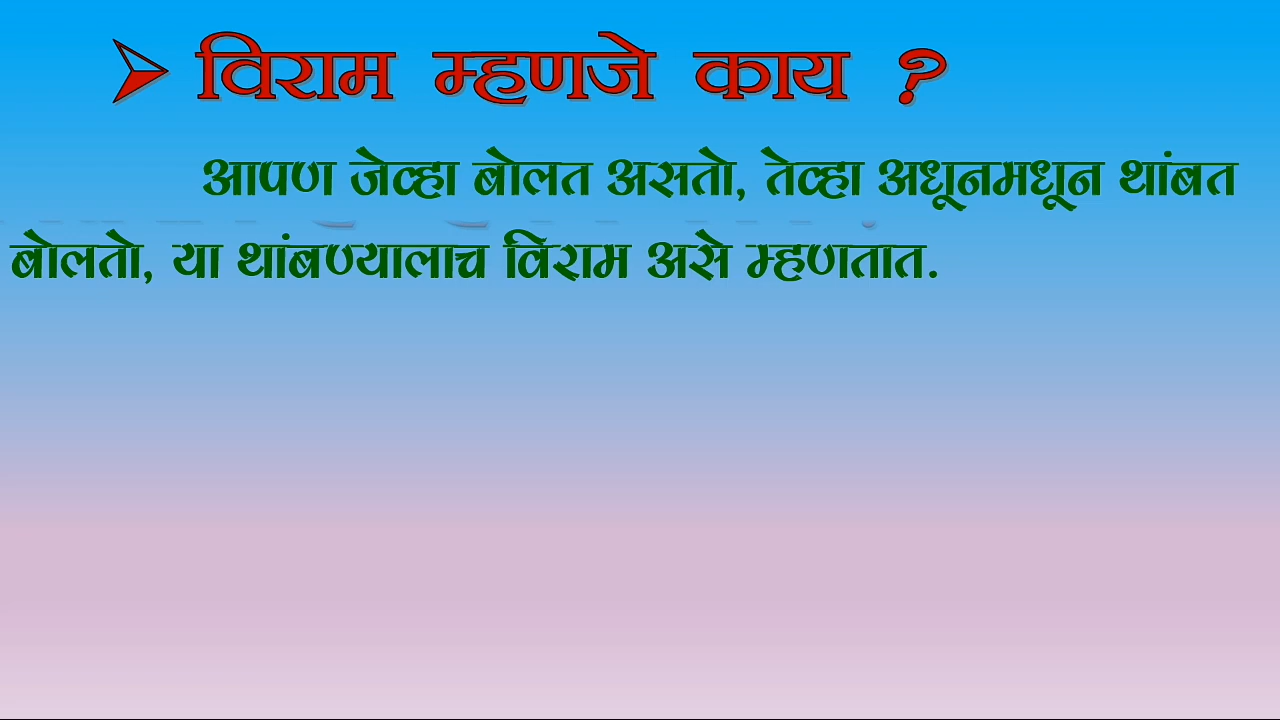 विराम म्हणजे काय ?
आपण जेव्हा बोलत असतो, तेव्हा अधूनमधून थांबत
बोलतो, या थांबण्यालाच विराम असे म्हणतात.